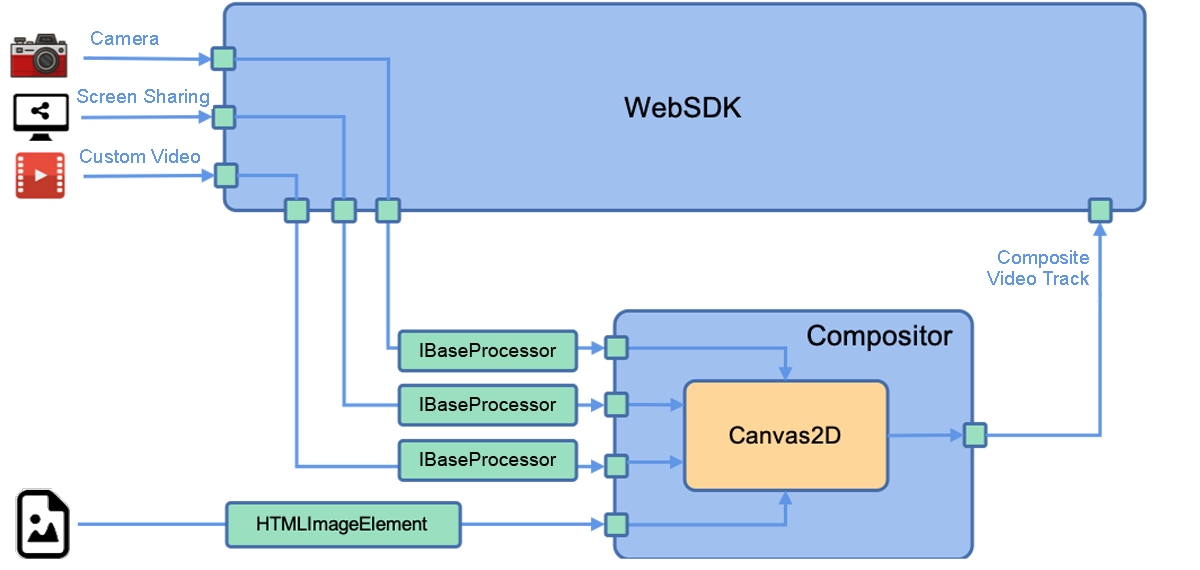 Camera
Screen Sharing
Custom Video
WebSDK
Composite
Video Track
Compositor
IBaseProcessor
IBaseProcessor
IBaseProcessor
Canvas2D
HTMLImageElement